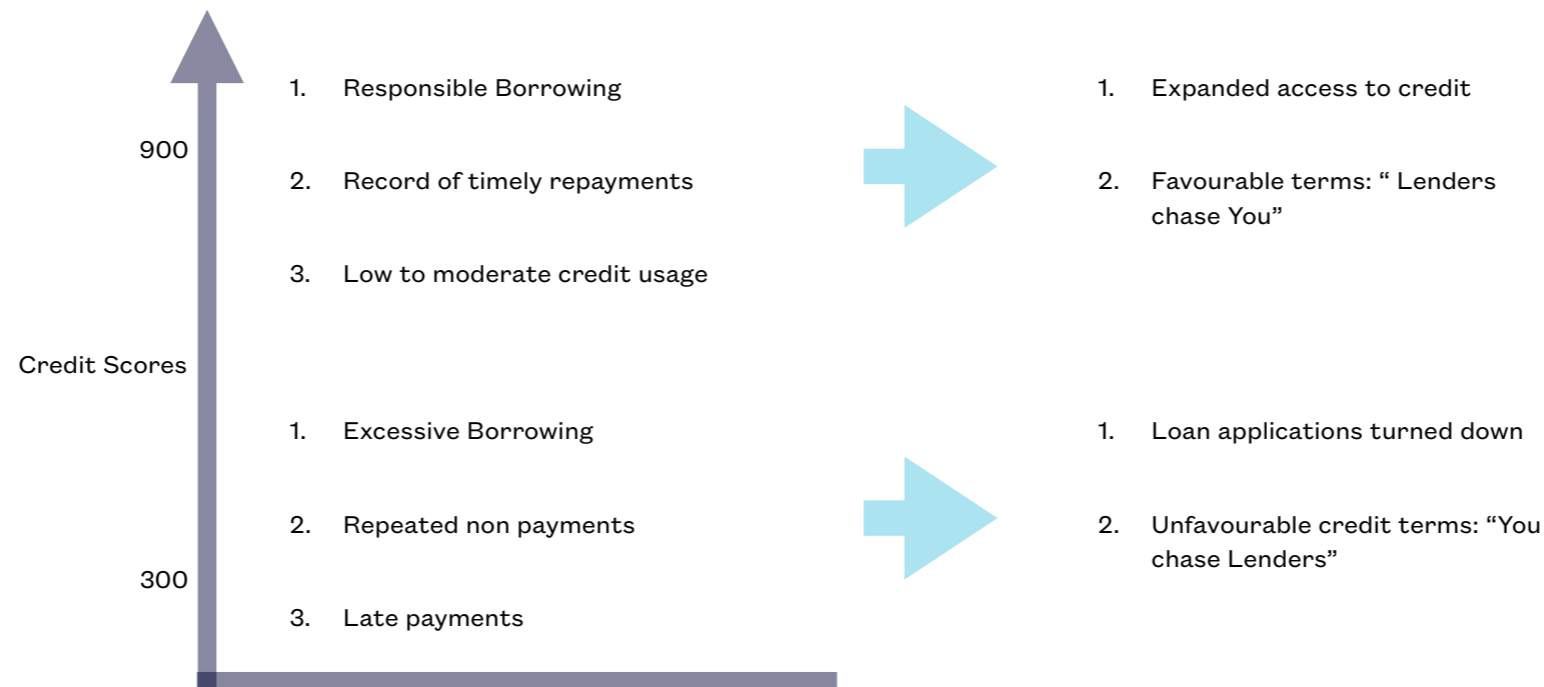 1. Responsible Borrowing
1. Expanded access to credit
900
2. Record of timely repayments
2. Favourable terms: “ Lenders
chase You”
3. Low to moderate credit usage
Credit Scores
1. Excessive Borrowing
1. Loan applications turned down
2. Repeated non payments
2. Unfavourable credit terms: “You
chase Lenders”
300
3. Late payments